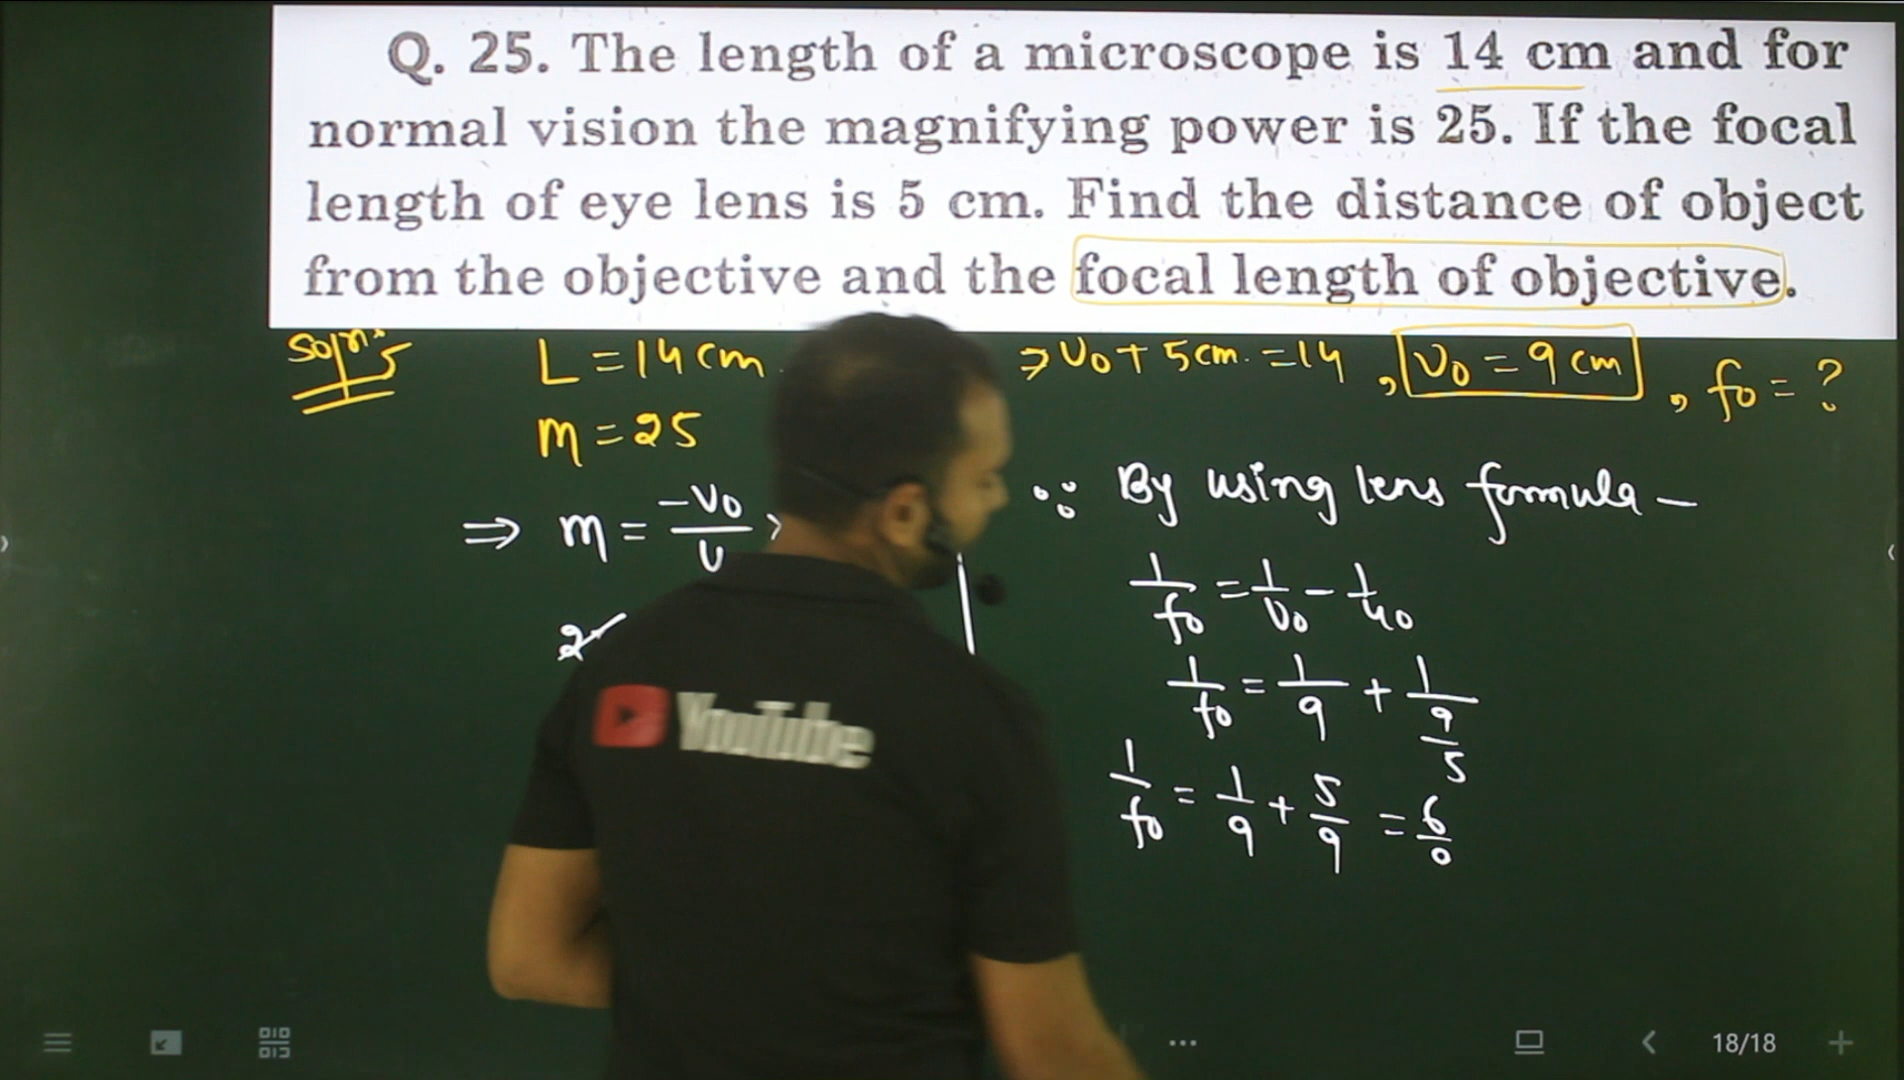 Q. 25. The length of a microscope is 14 cm and for
normal vision the magnifying power is 25. If the focal
length of eye lens is 5 cm. Find the distance of object
from the objective and the focal length of objective.
Solⁿ:
L = 14 cm
⇒ v₀ + 5 cm. = 14 , v₀ = 9 cm , f₀ = ?
m = 25
⇒ m = -v₀/u
∵ By using lens formula –
1/f₀ = 1/v₀ - 1/u₀
1/f₀ = 1/9 + 1/(9/5)
1/f₀ = 1/9 + 5/9 = 6/
YouTube
18/18